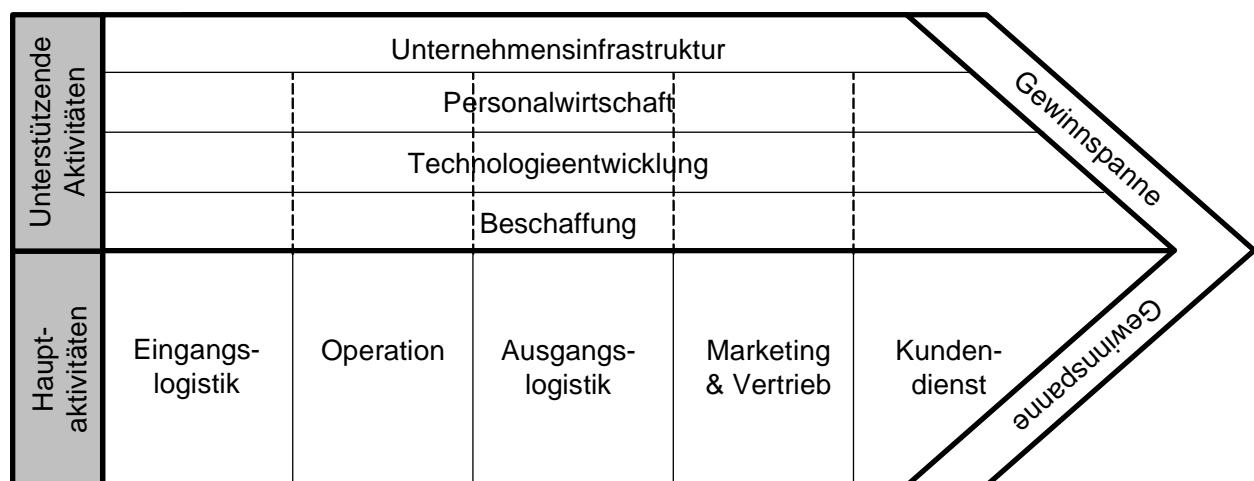 Unterstützende
Aktivitäten
Unternehmensinfrastruktur
Personalwirtschaft
Technologieentwicklung
Beschaffung
Gewinnspanne
Haupt-
aktivitäten
Eingangs-
logistik
Operation
Ausgangs-
logistik
Marketing
& Vertrieb
Kunden-
dienst
Gewinnspanne